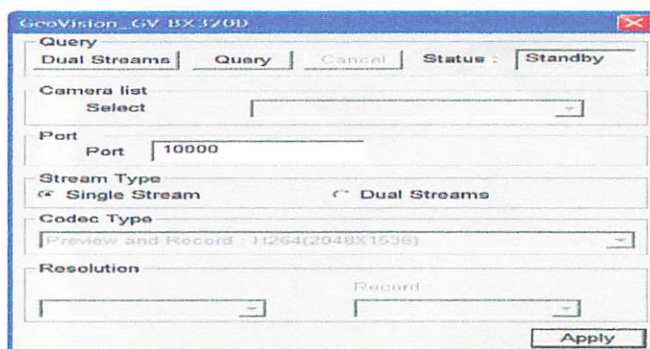 GeoVision_GV-BX320D
Query
Dual Streams Query Cancel Status : Standby
Camera list
Select
Port
Port 10000
Stream Type
Single Stream Dual Streams
Codec Type
Preview and Record : H264(2048X1536)
Resolution
Record
Apply